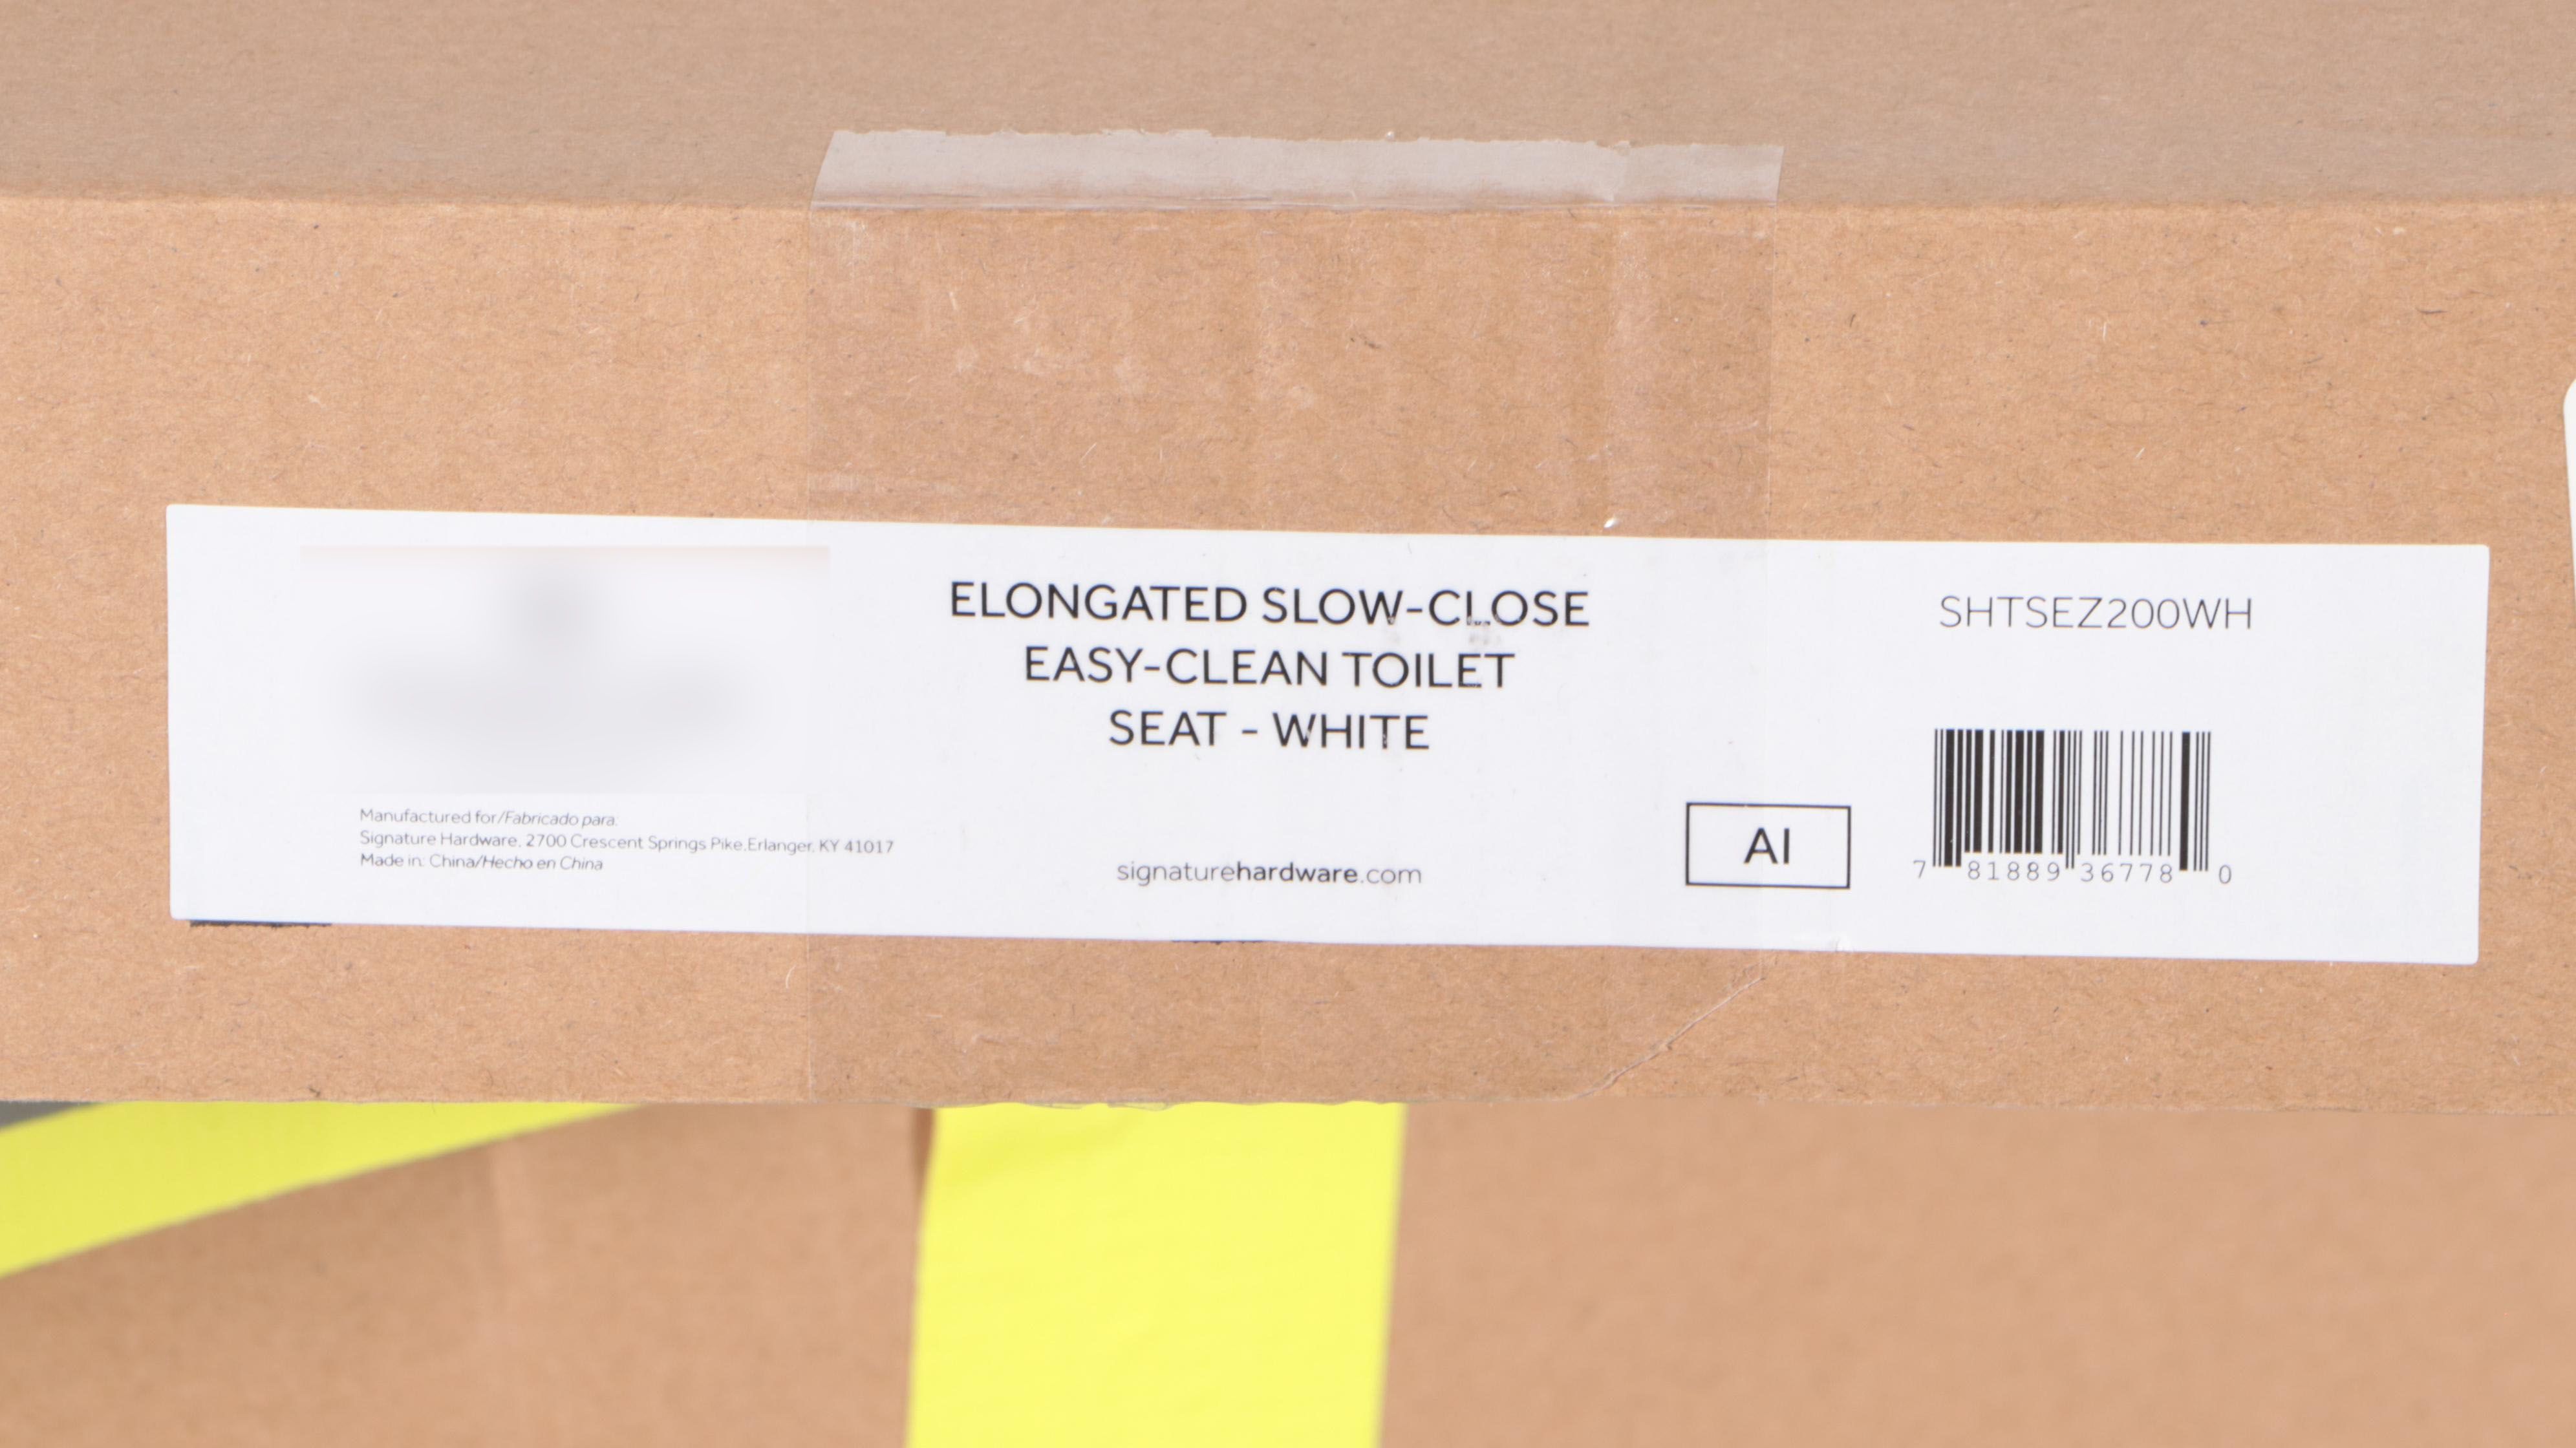 ELONGATED SLOW-CLOSE
EASY-CLEAN TOILET
SEAT - WHITE
SHTSEZ200WH
Manufactured for/Fabricado para:
Signature Hardware, 2700 Crescent Springs Pike,Erlanger, KY 41017
Made in: China/Hecho en China
signaturehardware.com
AI
7 81889 36778 0